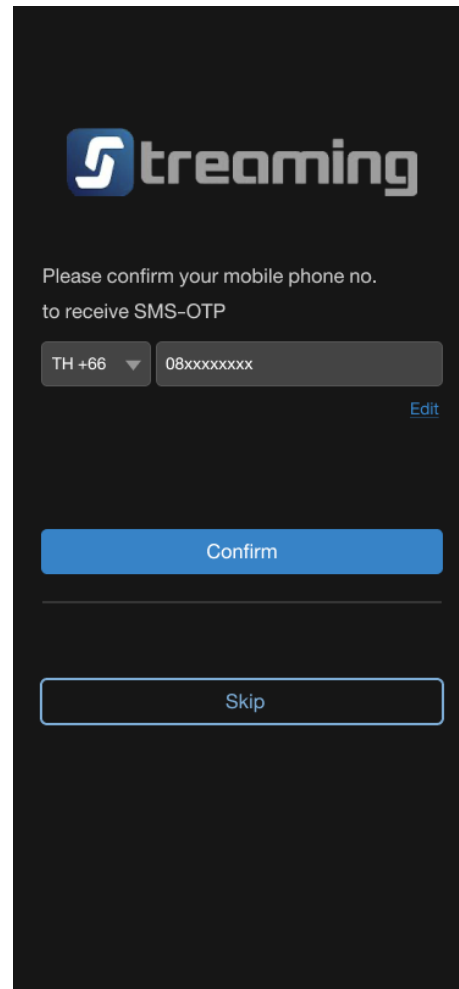 Streaming
Please confirm your mobile phone no.
to receive SMS-OTP
TH +66
08xxxxxxxx
Edit
Confirm
Skip